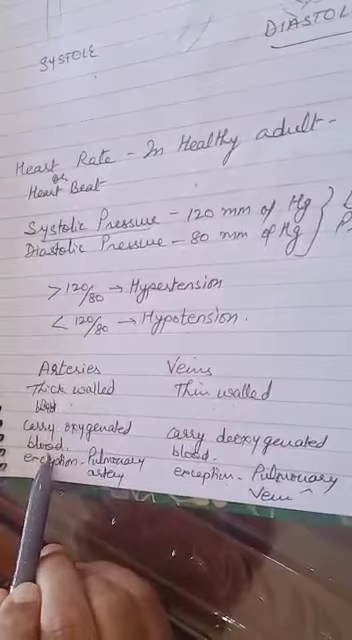 DIASTOL
SYSTOLE
Heart Rate - In Healthy adult -
or
Heart Beat
Systolic Pressure - 120 mm of Hg
Diastolic Pressure - 80 mm of Hg
> 120/80 → Hypertension
< 120/80 → Hypotension.
Arteries Veins
Thick walled Thin walled
Carry oxygenated carry deoxygenated
blood. blood.
exception - Pulmonary exception - Pulmonary
artery Vein